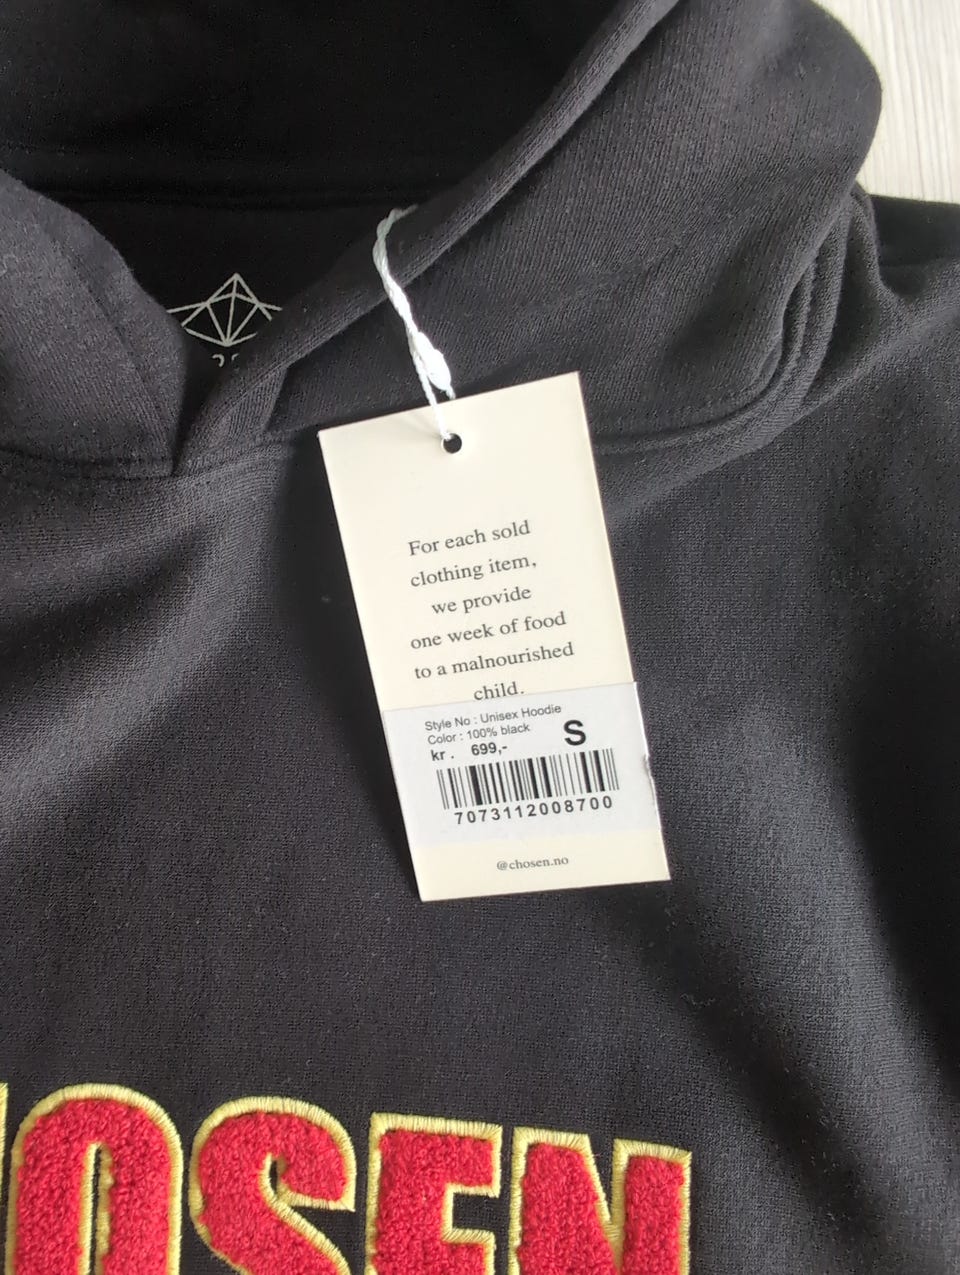 For each sold
clothing item,
we provide
one week of food
to a malnourished
child.
Style No : Unisex Hoodie
Color : 100% black
kr . 699,-
S
7073112008700
@chosen.no
OSEN